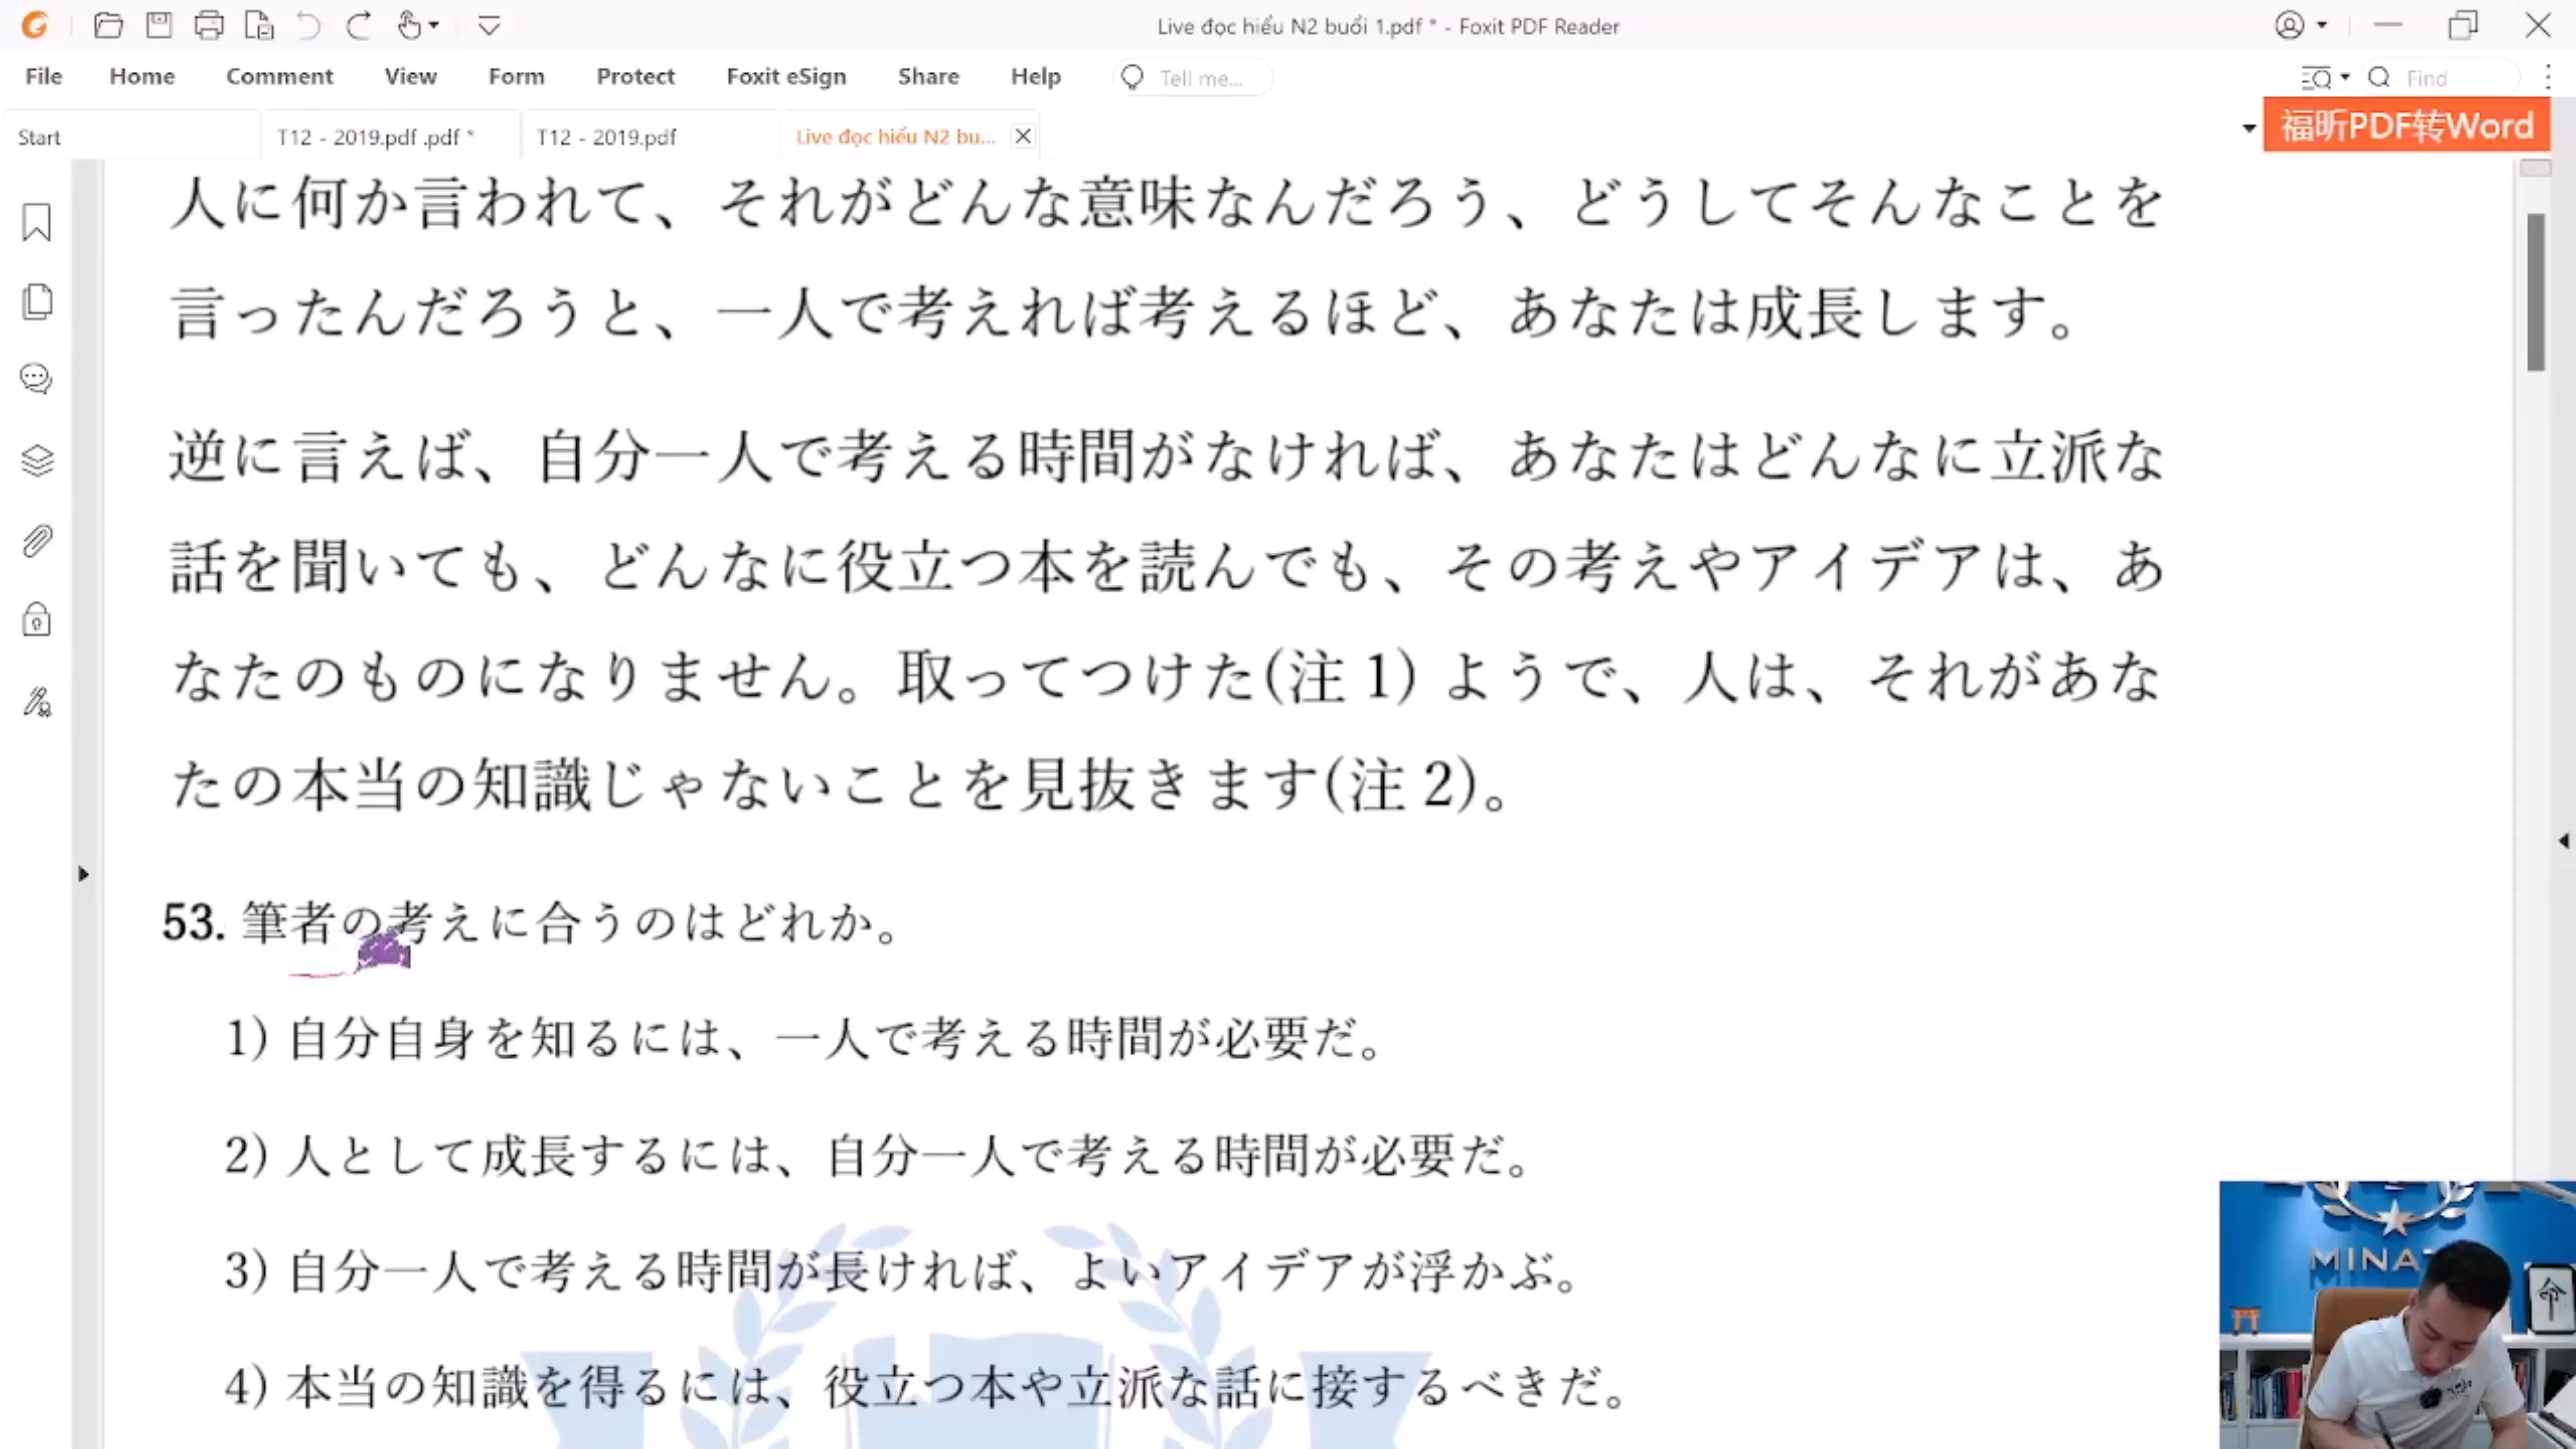 Live đọc hiểu N2 buổi 1.pdf * - Foxit PDF Reader
File Home Comment View Form Protect Foxit eSign Share Help Tell me... Find
Start T12 - 2019.pdf .pdf * T12 - 2019.pdf Live đọc hiểu N2 bu... 福昕PDF转Word
人に何か言われて、それがどんな意味なんだろう、どうしてそんなことを
言ったんだろうと、一人で考えれば考えるほど、あなたは成長します。
逆に言えば、自分一人で考える時間がなければ、あなたはどんなに立派な
話を聞いても、どんなに役立つ本を読んでも、その考えやアイデアは、あ
なたのものになりません。取ってつけた(注 1) ようで、人は、それがあな
たの本当の知識じゃないことを見抜きます(注 2)。
53. 筆者の考えに合うのはどれか。
1) 自分自身を知るには、一人で考える時間が必要だ。
2) 人として成長するには、自分一人で考える時間が必要だ。
3) 自分一人で考える時間が長ければ、よいアイデアが浮かぶ。
4) 本当の知識を得るには、役立つ本や立派な話に接するべきだ。
MINAT
命